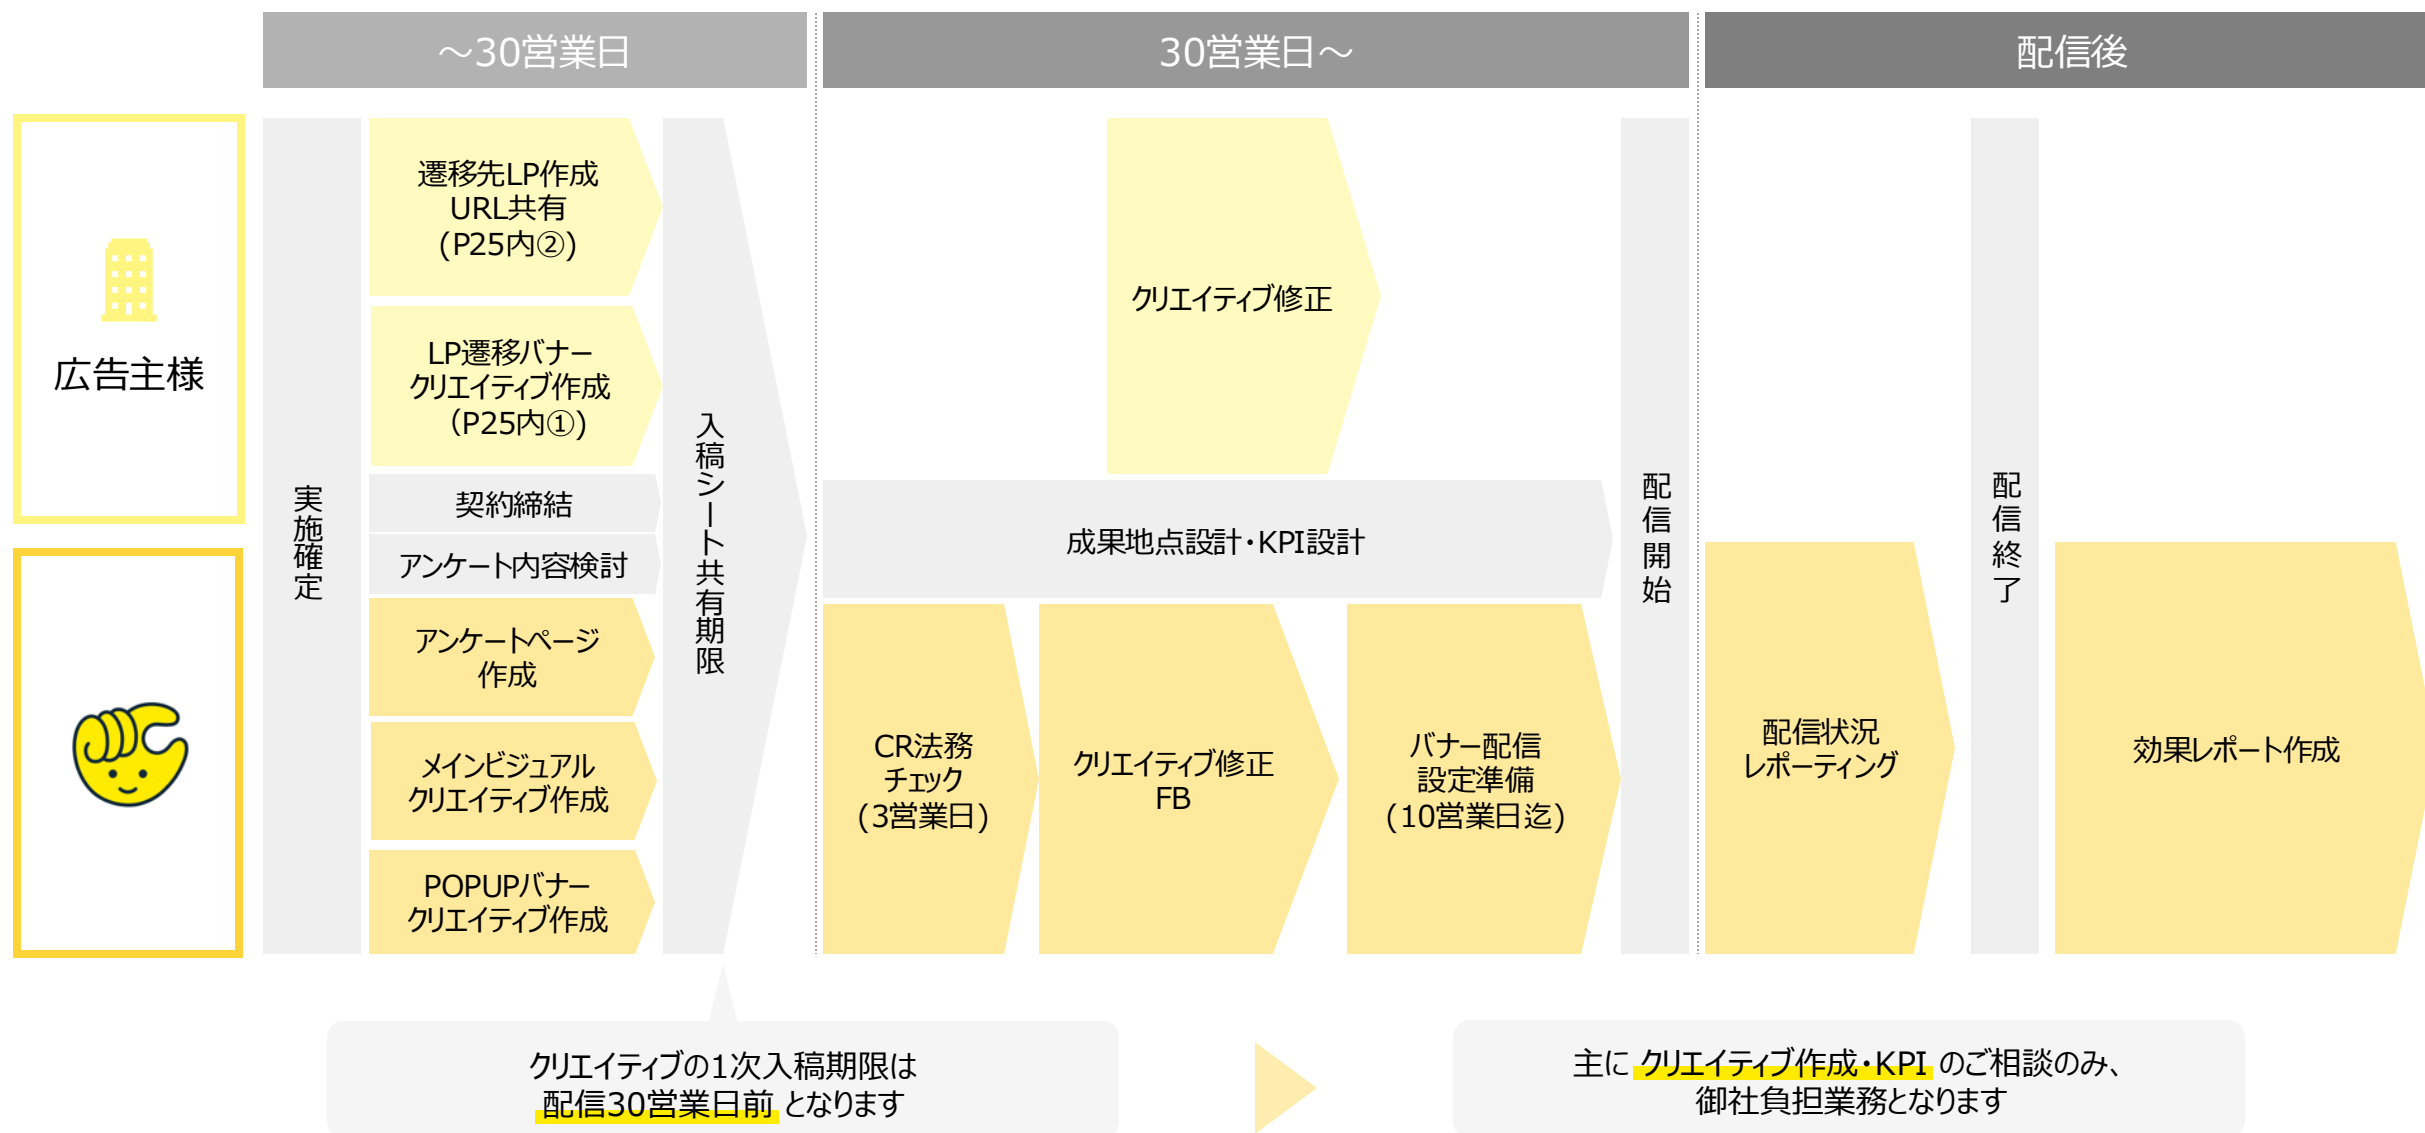 ～30営業日
30営業日～
配信後
広告主様
実施確定
遷移先LP作成
URL共有
(P25内②)
LP遷移バナー
クリエイティブ作成
（P25内①)
契約締結
アンケート内容検討
アンケートページ
作成
メインビジュアル
クリエイティブ作成
POPUPバナー
クリエイティブ作成
入稿シート共有期限
クリエイティブ修正
成果地点設計・KPI設計
CR法務
チェック
(3営業日)
クリエイティブ修正
FB
バナー配信
設定準備
(10営業日迄)
配信開始
配信状況
レポーティング
配信終了
効果レポート作成
クリエイティブの1次入稿期限は
配信30営業日前 となります
主に クリエイティブ作成・KPI のご相談のみ、
御社負担業務となります